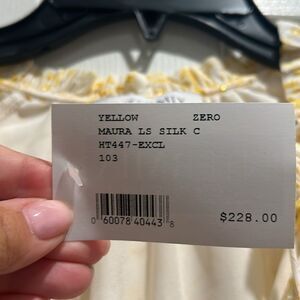 YELLOW ZERO
MAURA LS SILK C
HT447-EXCL
103
0 60078 40443 8
$228.00